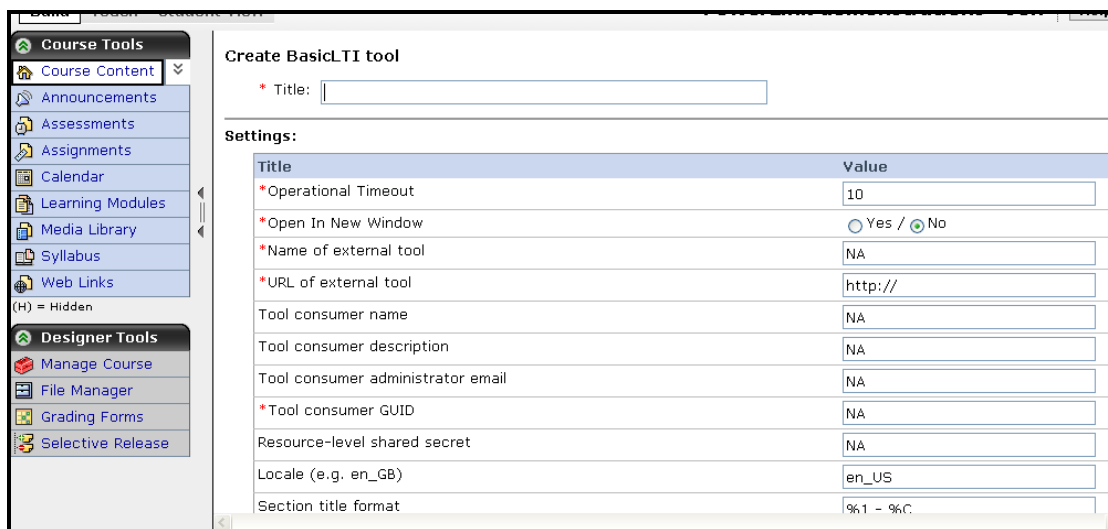 Build
Course Tools
Course Content
Announcements
Assessments
Assignments
Calendar
Learning Modules
Media Library
Syllabus
Web Links
(H) = Hidden
Designer Tools
Manage Course
File Manager
Grading Forms
Selective Release
Create BasicLTI tool
* Title:
Settings:
Title Value
*Operational Timeout 10
*Open In New Window Yes / No
*Name of external tool NA
*URL of external tool http://
Tool consumer name NA
Tool consumer description NA
Tool consumer administrator email NA
*Tool consumer GUID NA
Resource-level shared secret NA
Locale (e.g. en_GB) en_US
Section title format %1 - %C